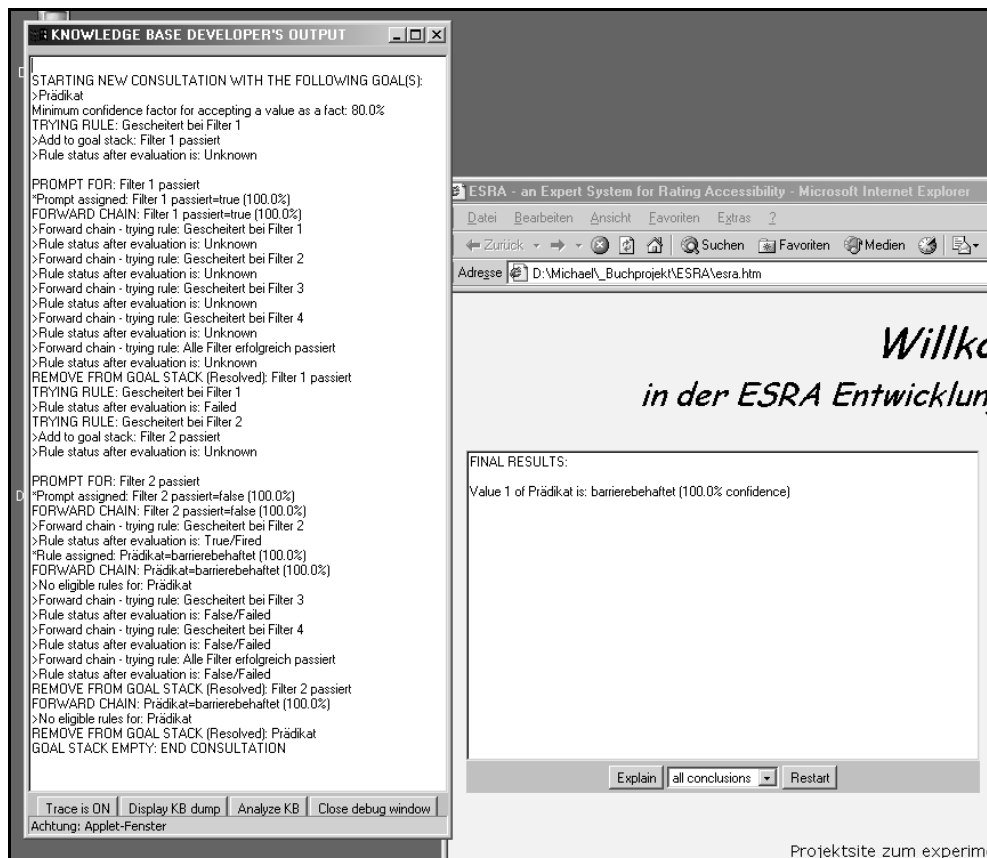 KNOWLEDGE BASE DEVELOPER'S OUTPUT
STARTING NEW CONSULTATION WITH THE FOLLOWING GOAL(S):
>Prädikat
Minimum confidence factor for accepting a value as a fact: 80.0%
TRYING RULE: Gescheitert bei Filter 1
>Add to goal stack: Filter 1 passiert
>Rule status after evaluation is: Unknown
PROMPT FOR: Filter 1 passiert
*Prompt assigned: Filter 1 passiert=true (100.0%)
FORWARD CHAIN: Filter 1 passiert=true (100.0%)
>Forward chain - trying rule: Gescheitert bei Filter 1
>Rule status after evaluation is: Unknown
>Forward chain - trying rule: Gescheitert bei Filter 2
>Rule status after evaluation is: Unknown
>Forward chain - trying rule: Gescheitert bei Filter 3
>Rule status after evaluation is: Unknown
>Forward chain - trying rule: Gescheitert bei Filter 4
>Rule status after evaluation is: Unknown
>Forward chain - trying rule: Alle Filter erfolgreich passiert
>Rule status after evaluation is: Unknown
REMOVE FROM GOAL STACK (Resolved): Filter 1 passiert
TRYING RULE: Gescheitert bei Filter 1
>Rule status after evaluation is: Failed
TRYING RULE: Gescheitert bei Filter 2
>Add to goal stack: Filter 2 passiert
>Rule status after evaluation is: Unknown
PROMPT FOR: Filter 2 passiert
*Prompt assigned: Filter 2 passiert=false (100.0%)
FORWARD CHAIN: Filter 2 passiert=false (100.0%)
>Forward chain - trying rule: Gescheitert bei Filter 2
>Rule status after evaluation is: True/Fired
*Rule assigned: Prädikat=barrierebehaftet (100.0%)
FORWARD CHAIN: Prädikat=barrierebehaftet (100.0%)
>No eligible rules for: Prädikat
>Forward chain - trying rule: Gescheitert bei Filter 3
>Rule status after evaluation is: False/Failed
>Forward chain - trying rule: Gescheitert bei Filter 4
>Rule status after evaluation is: False/Failed
>Forward chain - trying rule: Alle Filter erfolgreich passiert
>Rule status after evaluation is: False/Failed
REMOVE FROM GOAL STACK (Resolved): Filter 2 passiert
FORWARD CHAIN: Prädikat=barrierebehaftet (100.0%)
>No eligible rules for: Prädikat
REMOVE FROM GOAL STACK (Resolved): Prädikat
GOAL STACK EMPTY: END CONSULTATION
Trace is ON Display KB dump Analyze KB Close debug window
Achtung: Applet-Fenster
ESRA - an Expert System for Rating Accessibility - Microsoft Internet Explorer
Datei Bearbeiten Ansicht Favoriten Extras ?
Zurück Suchen Favoriten Medien
Adresse D:\Michael\_Buchprojekt\ESRA\esra.htm
Willko
in der ESRA Entwicklun
FINAL RESULTS:
Value 1 of Prädikat is: barrierebehaftet (100.0% confidence)
Explain all conclusions Restart
Projektsite zum experim